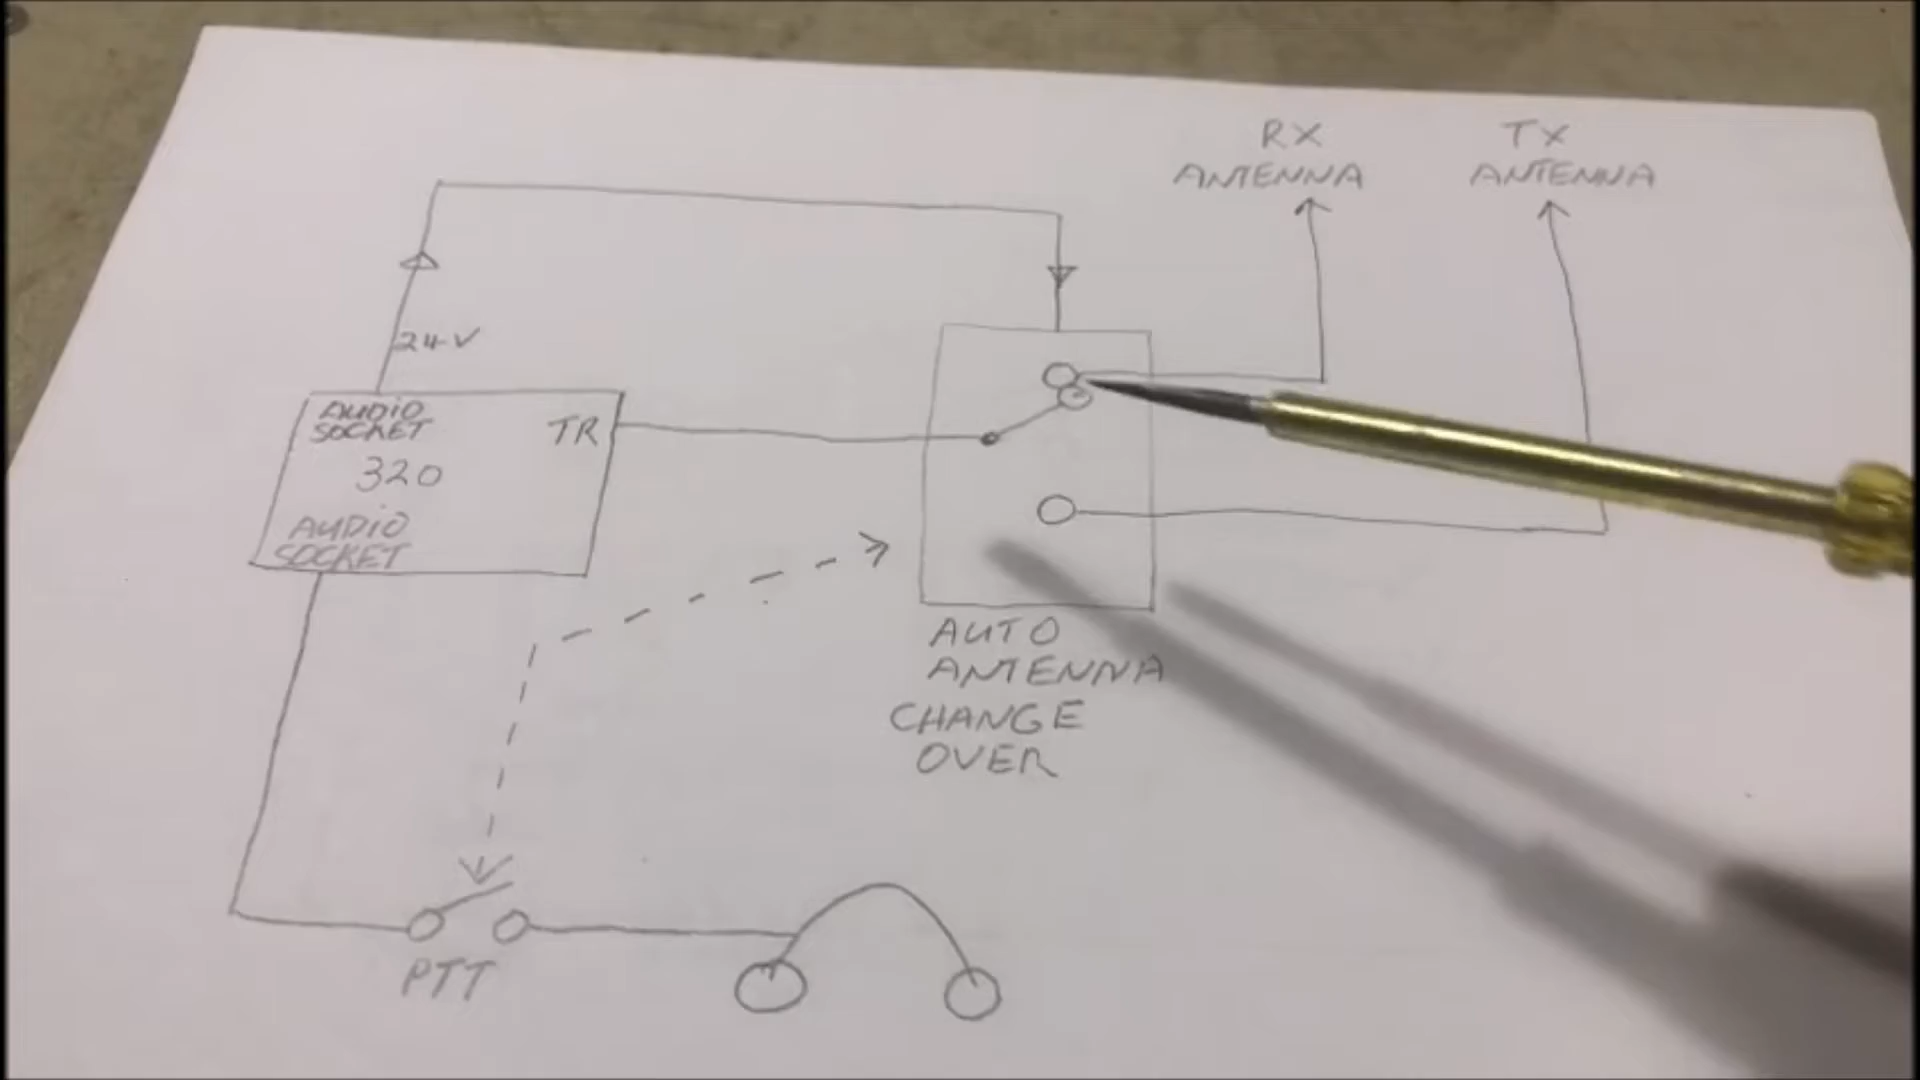 RX
ANTENNA
TX
ANTENNA
24V
AUDIO
SOCKET
TR
320
AUDIO
SOCKET
AUTO
ANTENNA
CHANGE
OVER
PTT